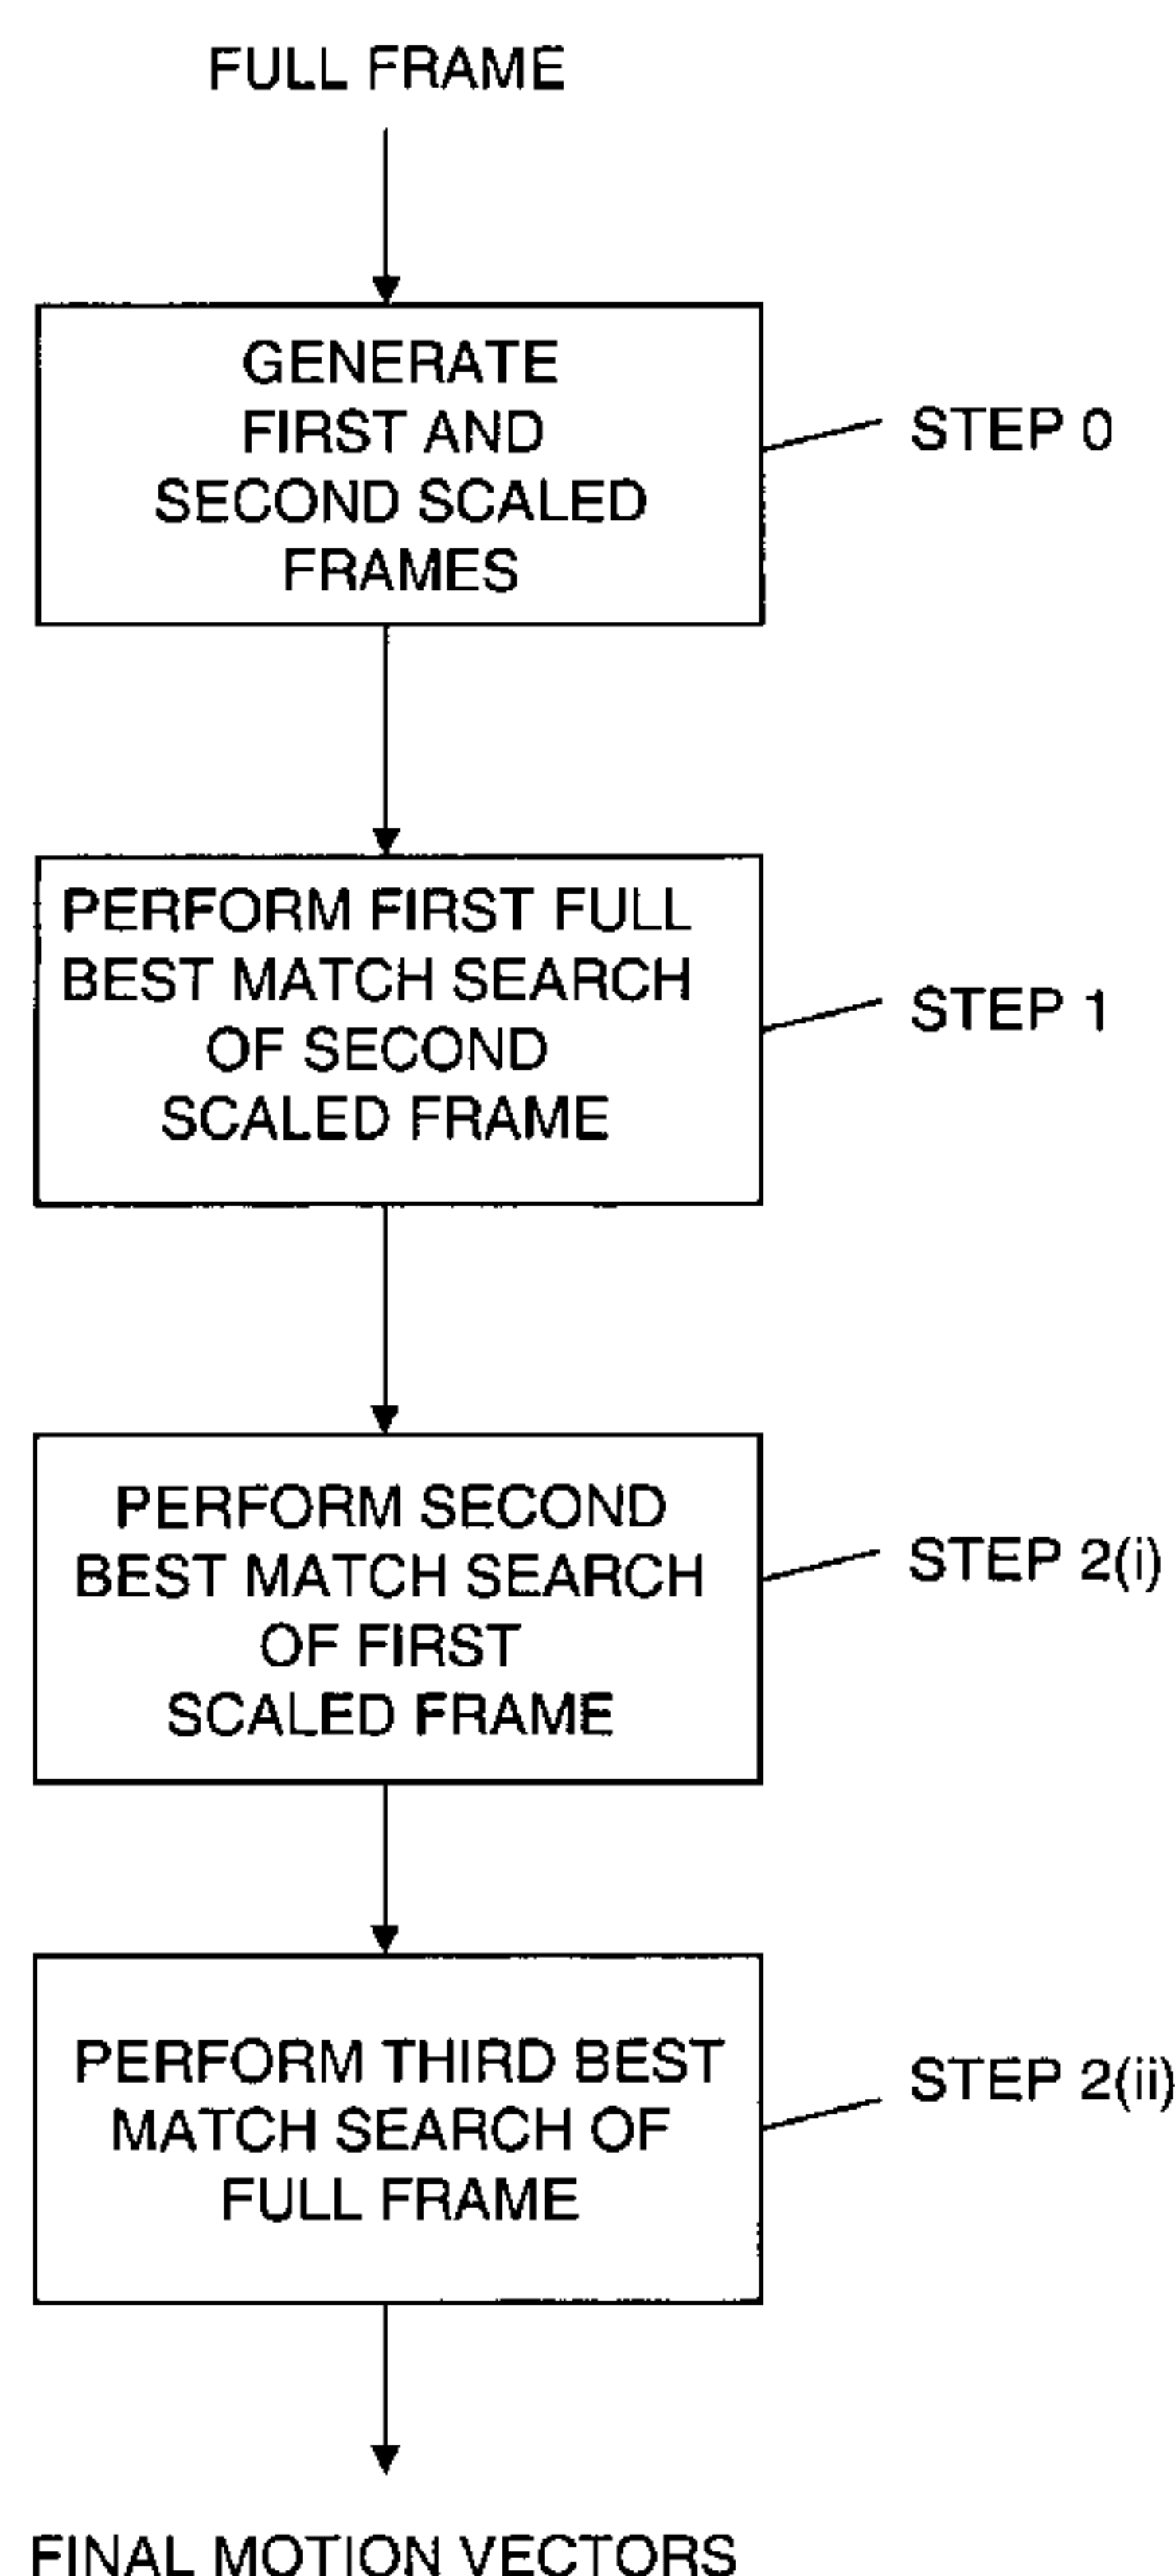 FULL FRAME
GENERATE
FIRST AND
SECOND SCALED
FRAMES
STEP 0
PERFORM FIRST FULL
BEST MATCH SEARCH
OF SECOND
SCALED FRAME
STEP 1
PERFORM SECOND
BEST MATCH SEARCH
OF FIRST
SCALED FRAME
STEP 2(i)
PERFORM THIRD BEST
MATCH SEARCH OF
FULL FRAME
STEP 2(ii)
FINAL MOTION VECTORS